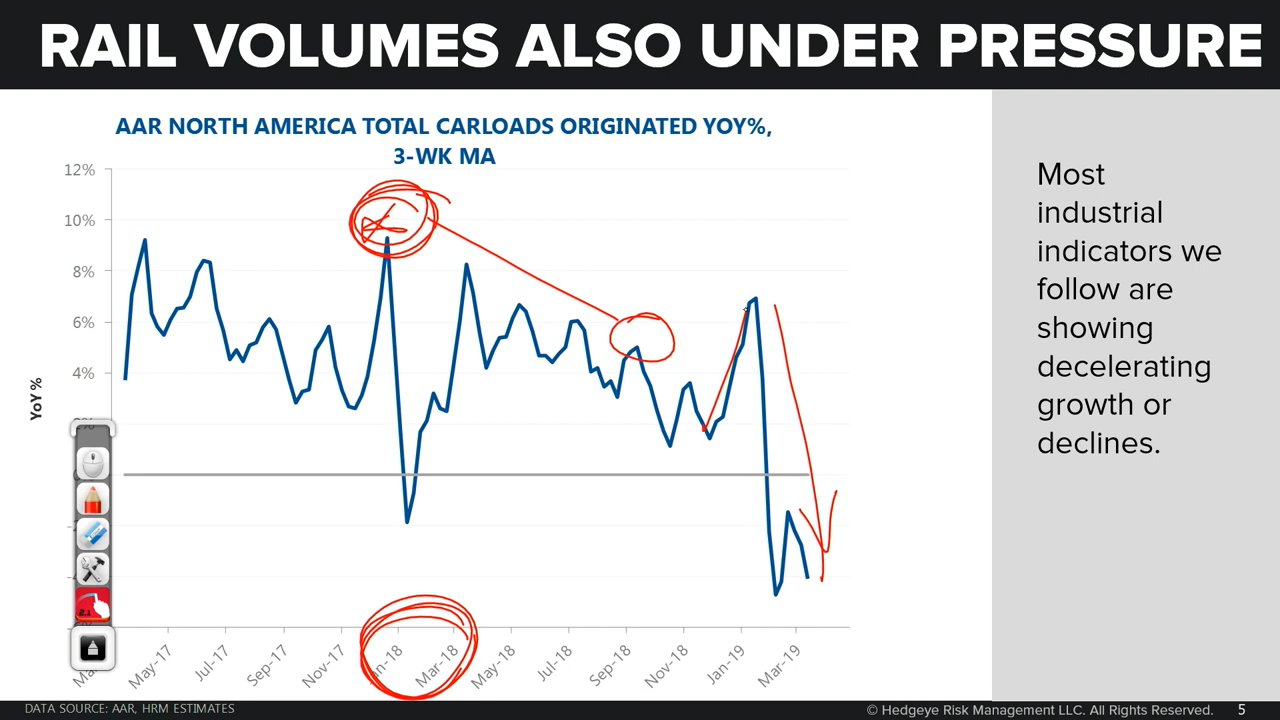 RAIL VOLUMES ALSO UNDER PRESSURE
AAR NORTH AMERICA TOTAL CARLOADS ORIGINATED YOY%,
3-WK MA
12%
10%
8%
6%
4%
YoY %
May-17
Jul-17
Sep-17
Nov-17
Mar-18
May-18
Jul-18
Sep-18
Nov-18
Jan-19
Mar-19
Most
industrial
indicators we
follow are
showing
decelerating
growth or
declines.
DATA SOURCE: AAR, HRM ESTIMATES
© Hedgeye Risk Management LLC. All Rights Reserved.
5